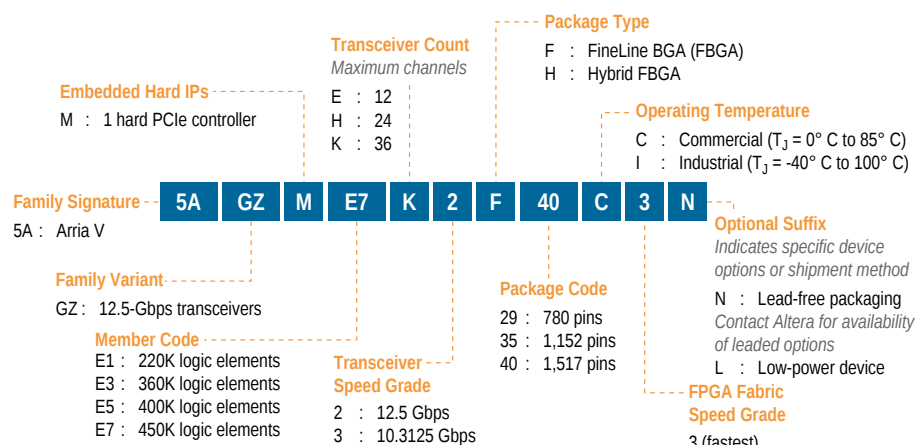 Package Type
F : FineLine BGA (FBGA)
H : Hybrid FBGA
Transceiver Count
Maximum channels
E : 12
H : 24
K : 36
Embedded Hard IPs
M : 1 hard PCIe controller
Operating Temperature
C : Commercial (TJ = 0° C to 85° C)
I : Industrial (TJ = -40° C to 100° C)
Family Signature
5A : Arria V
5A GZ M E7 K 2 F 40 C 3 N
Optional Suffix
Indicates specific device
options or shipment method
N : Lead-free packaging
Contact Altera for availability
of leaded options
L : Low-power device
Family Variant
GZ : 12.5-Gbps transceivers
Package Code
29 : 780 pins
35 : 1,152 pins
40 : 1,517 pins
Member Code
E1 : 220K logic elements
E3 : 360K logic elements
E5 : 400K logic elements
E7 : 450K logic elements
Transceiver
Speed Grade
2 : 12.5 Gbps
3 : 10.3125 Gbps
FPGA Fabric
Speed Grade
3 (fastest)